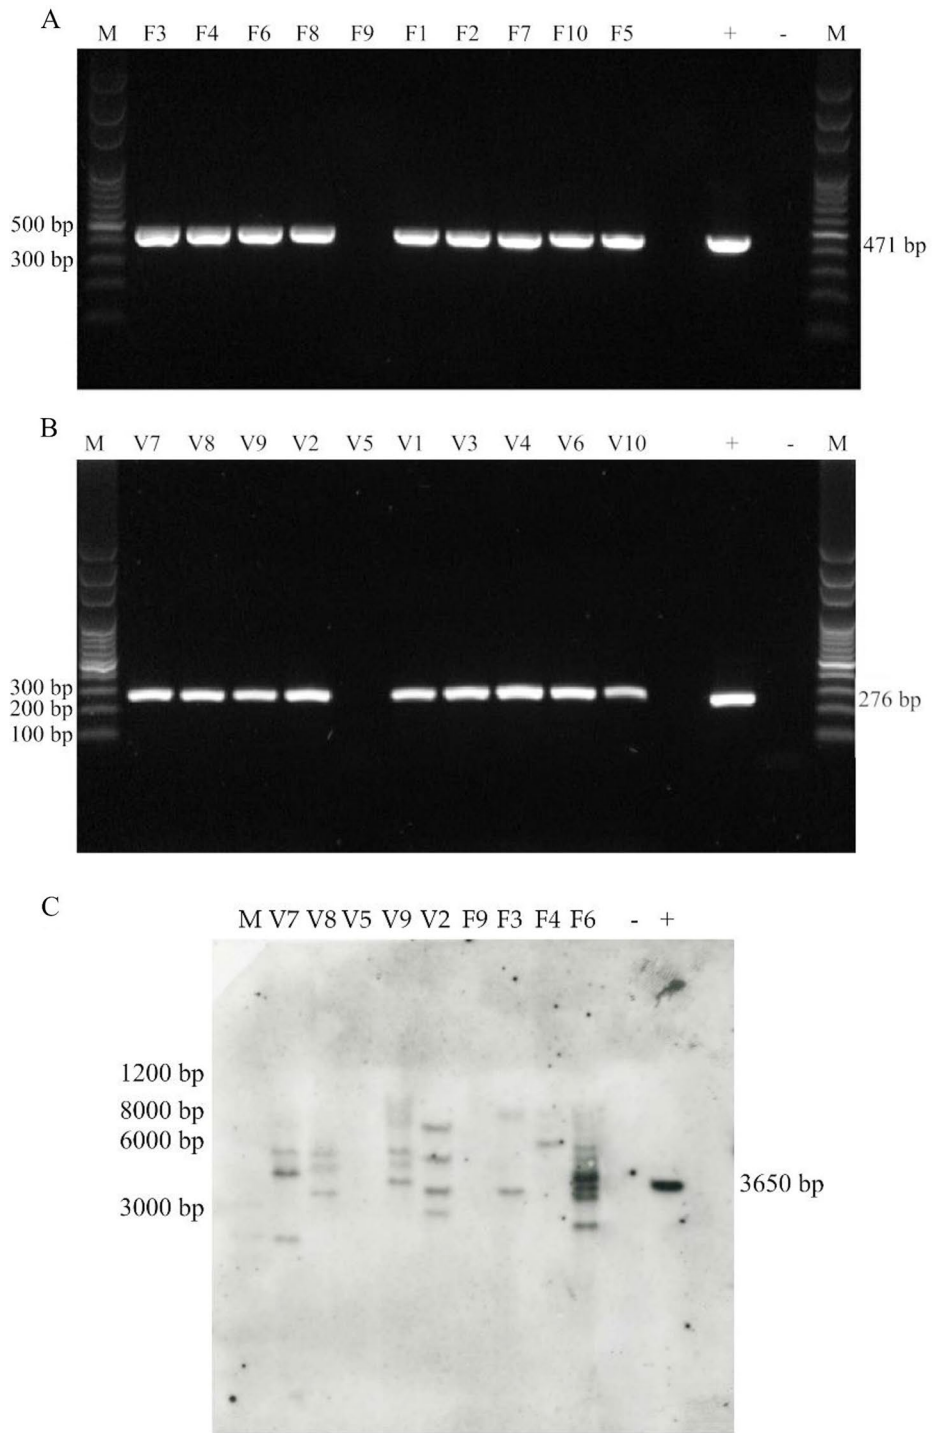 A
M F3 F4 F6 F8 F9 F1 F2 F7 F10 F5 + - M
500 bp
300 bp
471 bp
B
M V7 V8 V9 V2 V5 V1 V3 V4 V6 V10 + - M
300 bp
200 bp
100 bp
276 bp
C
M V7 V8 V5 V9 V2 F9 F3 F4 F6 - +
1200 bp
8000 bp
6000 bp
3000 bp
3650 bp